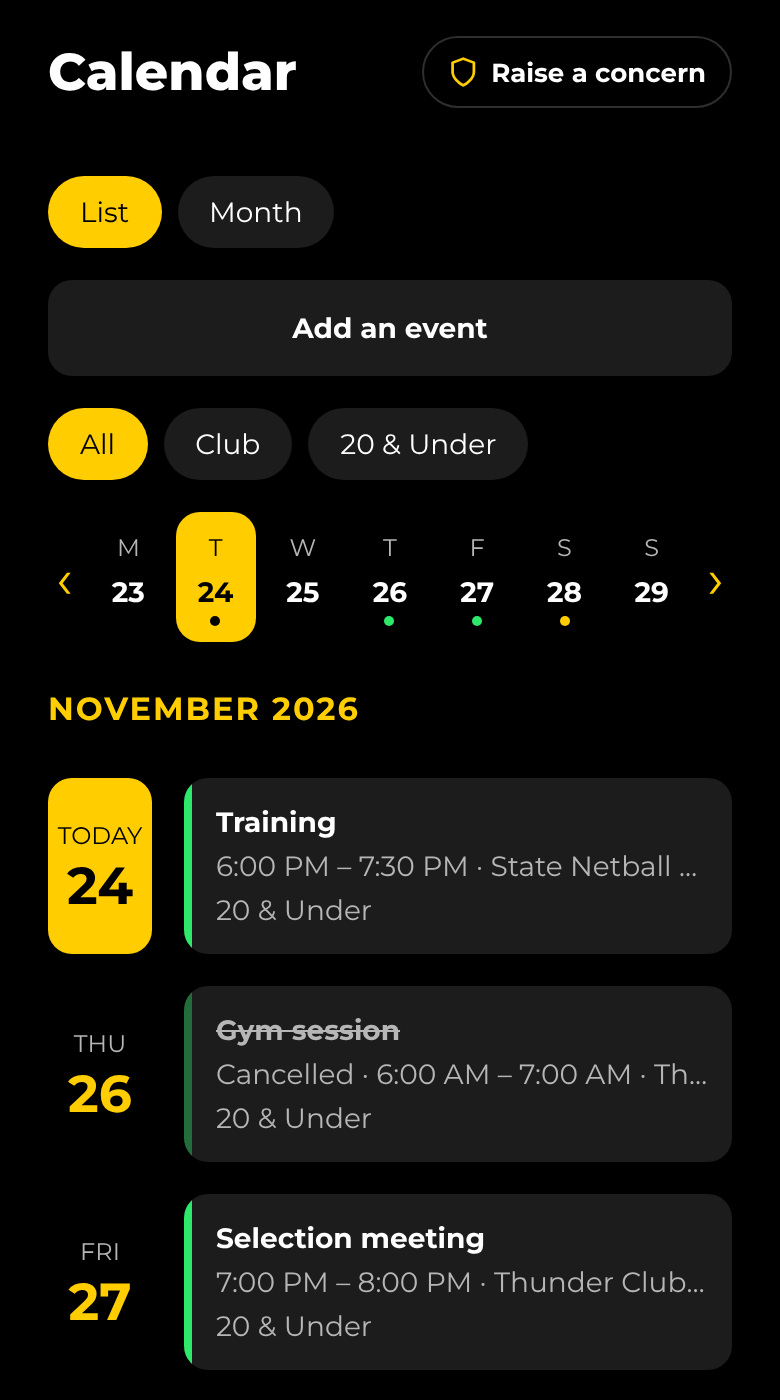 Calendar
Raise a concern
List
Month
Add an event
All
Club
20 & Under
M T W T F S S
23 24 25 26 27 28 29
NOVEMBER 2026
TODAY
24
Training
6:00 PM – 7:30 PM · State Netball ...
20 & Under
THU
26
Gym session
Cancelled · 6:00 AM – 7:00 AM · Th...
20 & Under
FRI
27
Selection meeting
7:00 PM – 8:00 PM · Thunder Club...
20 & Under